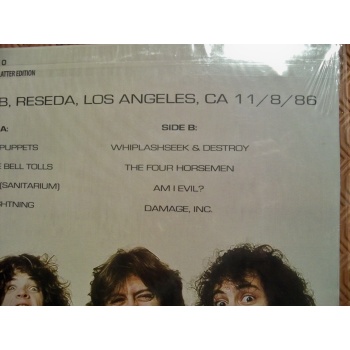 D
ATTER EDITION
B, RESEDA, LOS ANGELES, CA 11/8/86
A:
PUPPETS
E BELL TOLLS
(SANITARIUM)
HTNING
SIDE B:
WHIPLASHSEEK & DESTROY
THE FOUR HORSEMEN
AM I EVIL?
DAMAGE, INC.